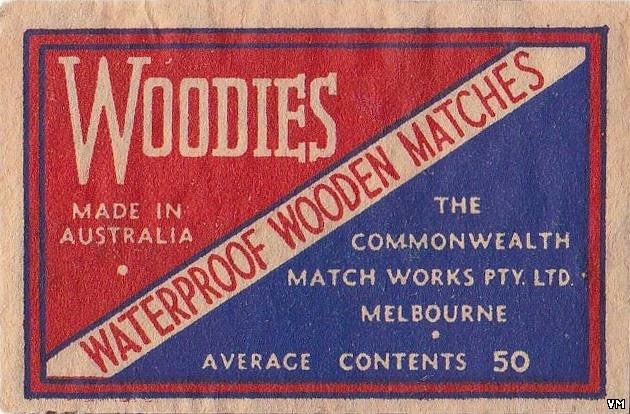 WOODIES
MADE IN
AUSTRALIA
WATERPROOF WOODEN MATCHES
THE
COMMONWEALTH
MATCH WORKS PTY. LTD.
MELBOURNE
AVERAGE CONTENTS 50
VM